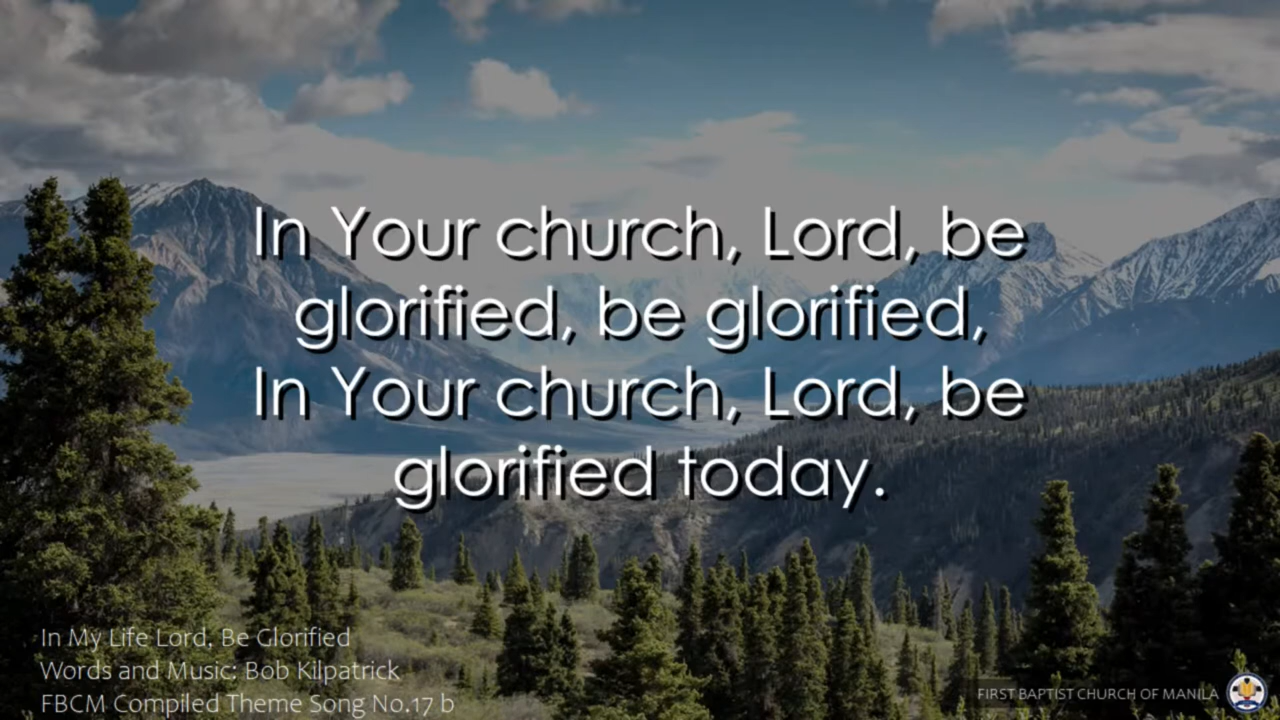 In Your church, Lord, be
glorified, be glorified,
In Your church, Lord, be
glorified today.
In My Life Lord, Be Glorified
Words and Music: Bob Kilpatrick
FBCM Compiled Theme Song No.17 b
FIRST BAPTIST CHURCH OF MANILA